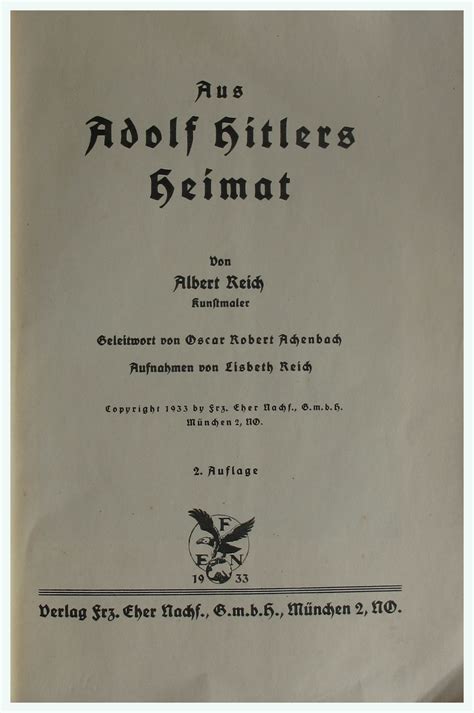 Aus
Adolf Hitlers
Heimat
Von
Albert Reich
Kunstmaler
Geleitwort von Oscar Robert Achenbach
Aufnahmen von Lisbeth Reich
Copyright 1933 by Frz. Eher Nachf., G.m.b.H.
München 2, NO.
2. Auflage
F
E N
19 33
Verlag Frz. Eher Nachf., G.m.b.H., München 2, NO.